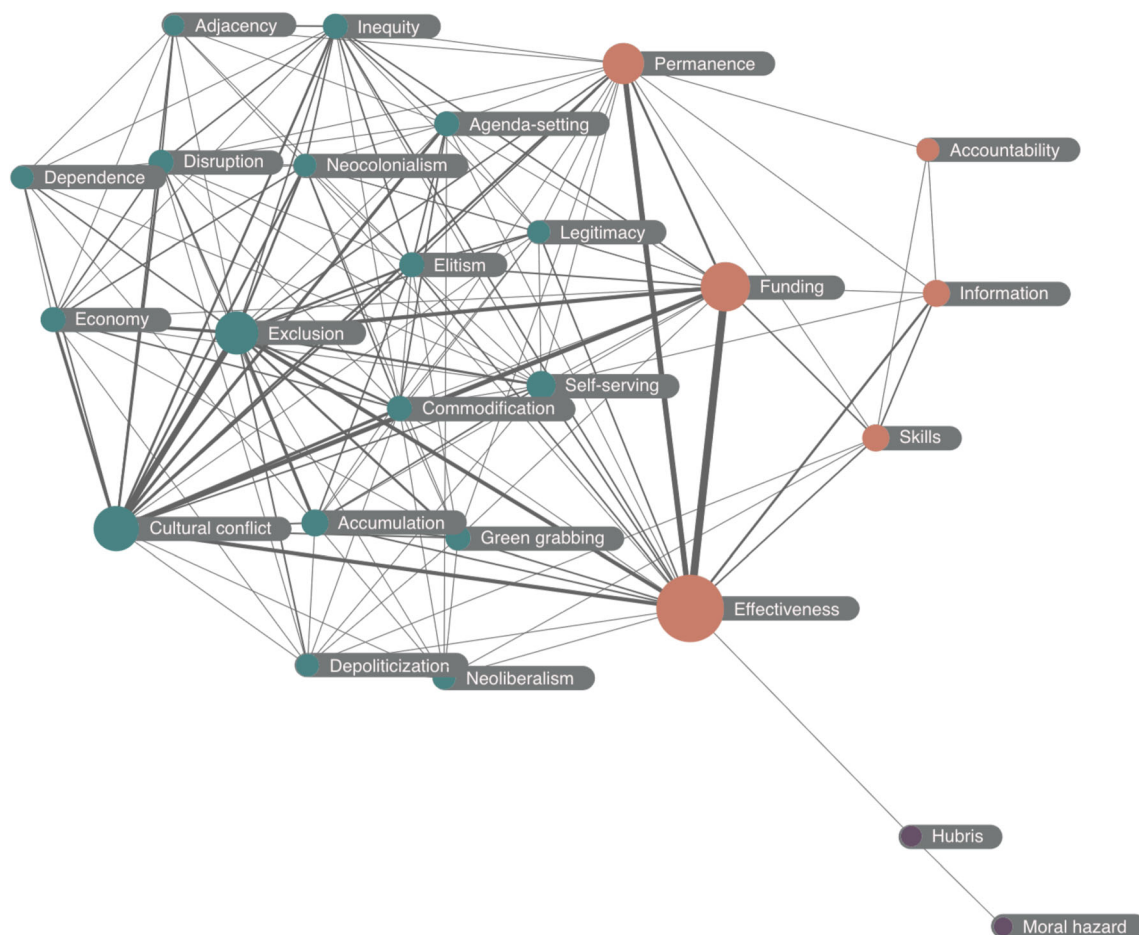 Adjacency
Inequity
Permanence
Agenda-setting
Accountability
Disruption
Neocolonialism
Dependence
Legitimacy
Elitism
Funding
Information
Economy
Exclusion
Self-serving
Commodification
Skills
Cultural conflict
Accumulation
Green grabbing
Effectiveness
Depoliticization
Neoliberalism
Hubris
Moral hazard